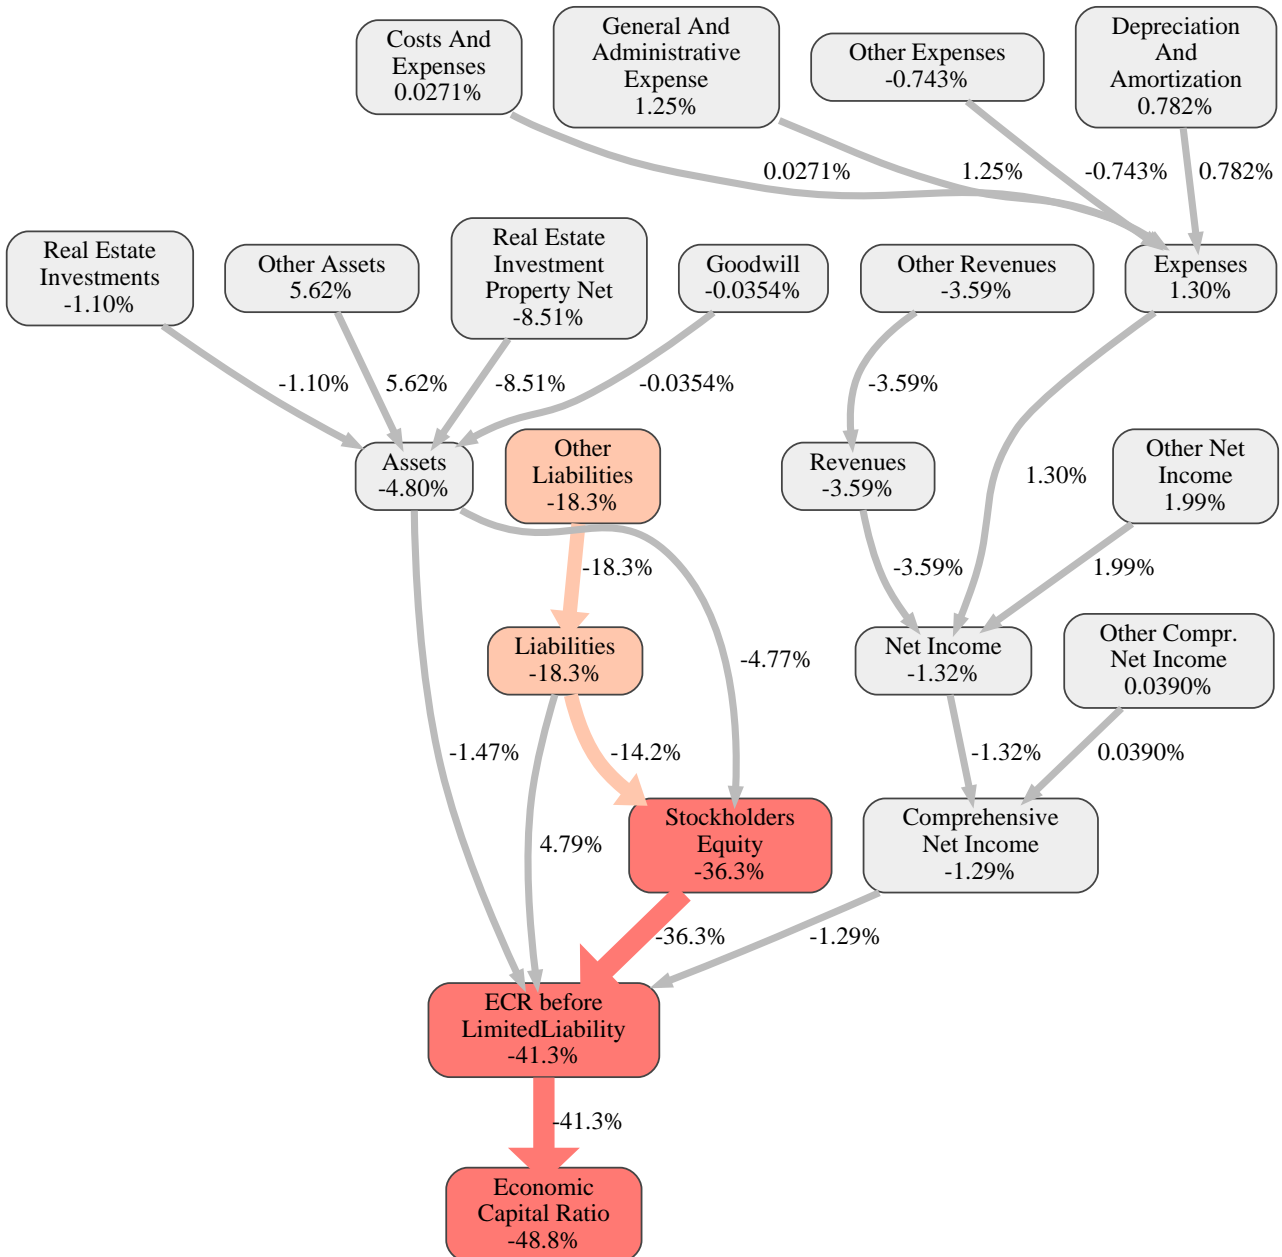 Costs And
Expenses
0.0271%
General And
Administrative
Expense
1.25%
Other Expenses
-0.743%
Depreciation
And
Amortization
0.782%
0.0271%
1.25%
-0.743%
0.782%
Real Estate
Investments
-1.10%
Other Assets
5.62%
Real Estate
Investment
Property Net
-8.51%
Goodwill
-0.0354%
Other Revenues
-3.59%
Expenses
1.30%
-1.10%
5.62%
-8.51%
-0.0354%
-3.59%
Assets
-4.80%
Other
Liabilities
-18.3%
Revenues
-3.59%
1.30%
Other Net
Income
1.99%
-18.3%
-3.59%
1.99%
Liabilities
-18.3%
-4.77%
Net Income
-1.32%
Other Compr.
Net Income
0.0390%
-1.47%
-14.2%
-1.32%
0.0390%
4.79%
Stockholders
Equity
-36.3%
Comprehensive
Net Income
-1.29%
-36.3%
-1.29%
ECR before
LimitedLiability
-41.3%
-41.3%
Economic
Capital Ratio
-48.8%